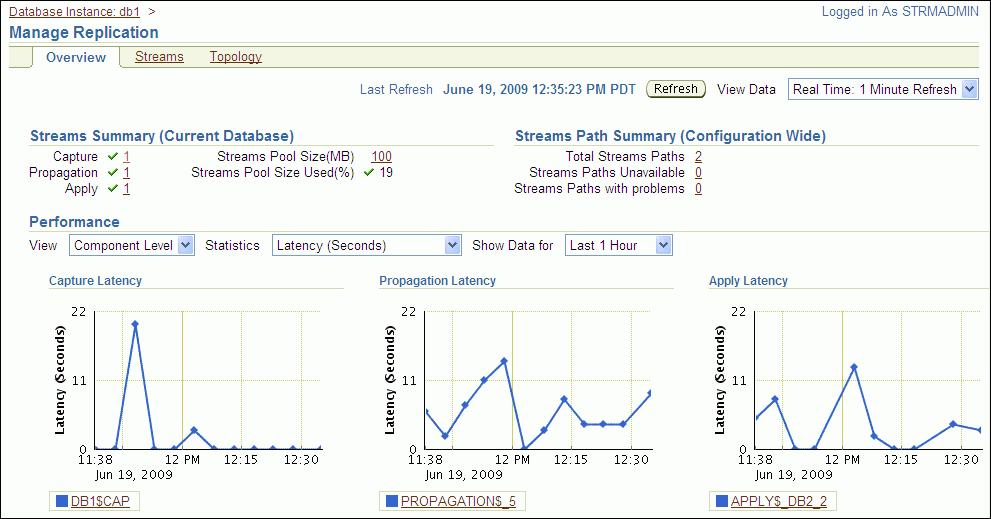 Database Instance: db1 >
Logged in As STRMADMIN
Manage Replication
Overview Streams Topology
Last Refresh June 19, 2009 12:35:23 PM PDT Refresh View Data Real Time: 1 Minute Refresh
Streams Summary (Current Database)
Capture 1 Streams Pool Size(MB) 100
Propagation 1 Streams Pool Size Used(%) 19
Apply 1
Streams Path Summary (Configuration Wide)
Total Streams Paths 2
Streams Paths Unavailable 0
Streams Paths with problems 0
Performance
View Component Level Statistics Latency (Seconds) Show Data for Last 1 Hour
Capture Latency
Latency (Seconds)
22
11
0
11:38 12 PM 12:15 12:30
Jun 19, 2009
DB1$CAP
Propagation Latency
Latency (Seconds)
22
11
0
11:38 12 PM 12:15 12:30
Jun 19, 2009
PROPAGATION$_5
Apply Latency
Latency (Seconds)
22
11
0
11:38 12 PM 12:15 12:30
Jun 19, 2009
APPLY$_DB2_2